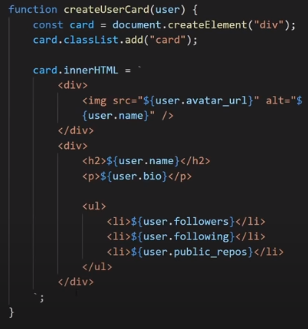 function createUserCard(user) {
    const card = document.createElement("div");
    card.classList.add("card");

    card.innerHTML = `
        <div>
            <img src="${user.avatar_url}" alt="$
            {user.name}" />
        </div>
        <div>
            <h2>${user.name}</h2>
            <p>${user.bio}</p>

            <ul>
                <li>${user.followers}</li>
                <li>${user.following}</li>
                <li>${user.public_repos}</li>
            </ul>
        </div>
    `;
}